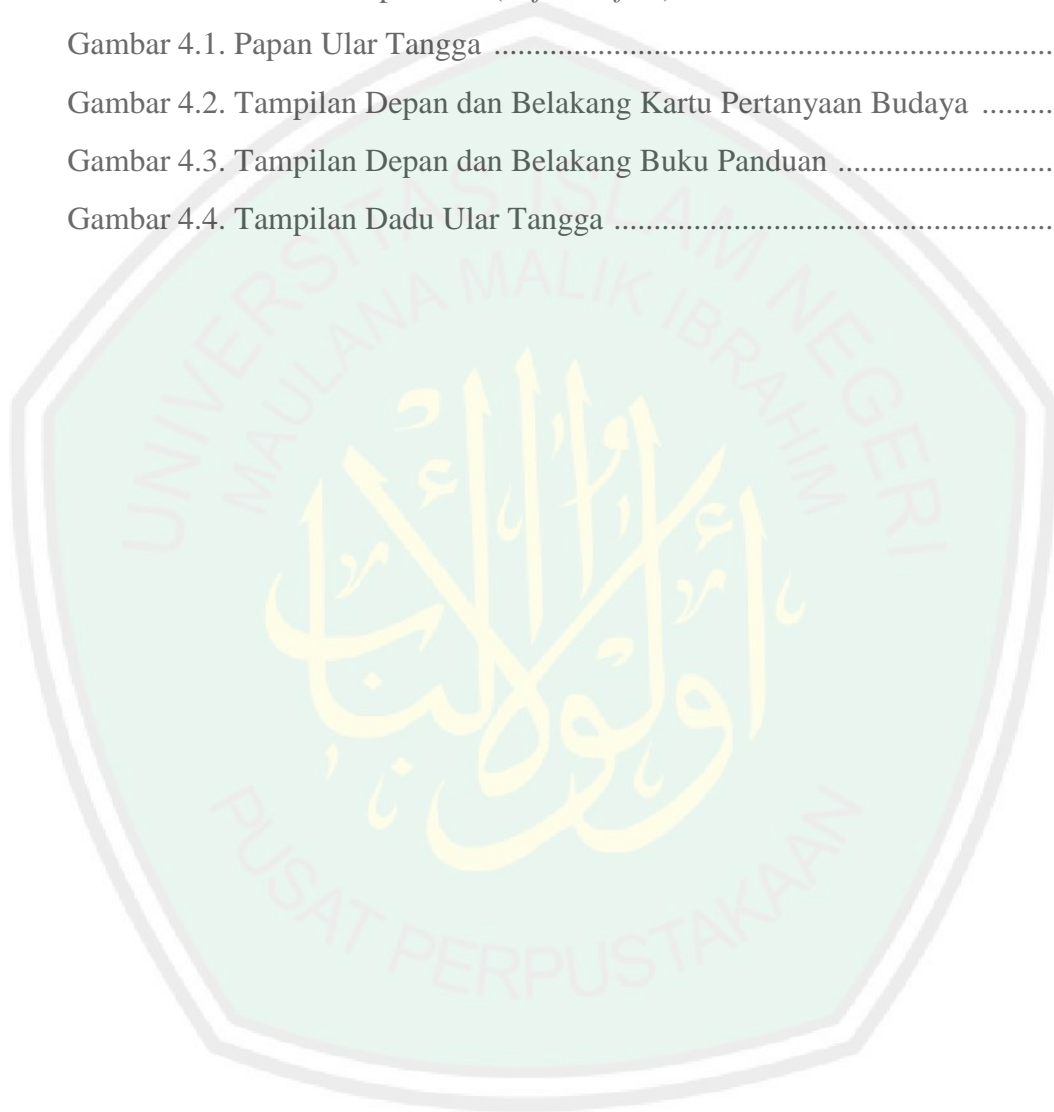 Gambar 4.1. Papan Ular Tangga ......................................................................
Gambar 4.2. Tampilan Depan dan Belakang Kartu Pertanyaan Budaya .........
Gambar 4.3. Tampilan Depan dan Belakang Buku Panduan ...........................
Gambar 4.4. Tampilan Dadu Ular Tangga .......................................................
UNIVERSITAS ISLAM NEGERI
MAULANA MALIK IBRAHIM
أولوا الألباب
PUSAT PERPUSTAKAAN